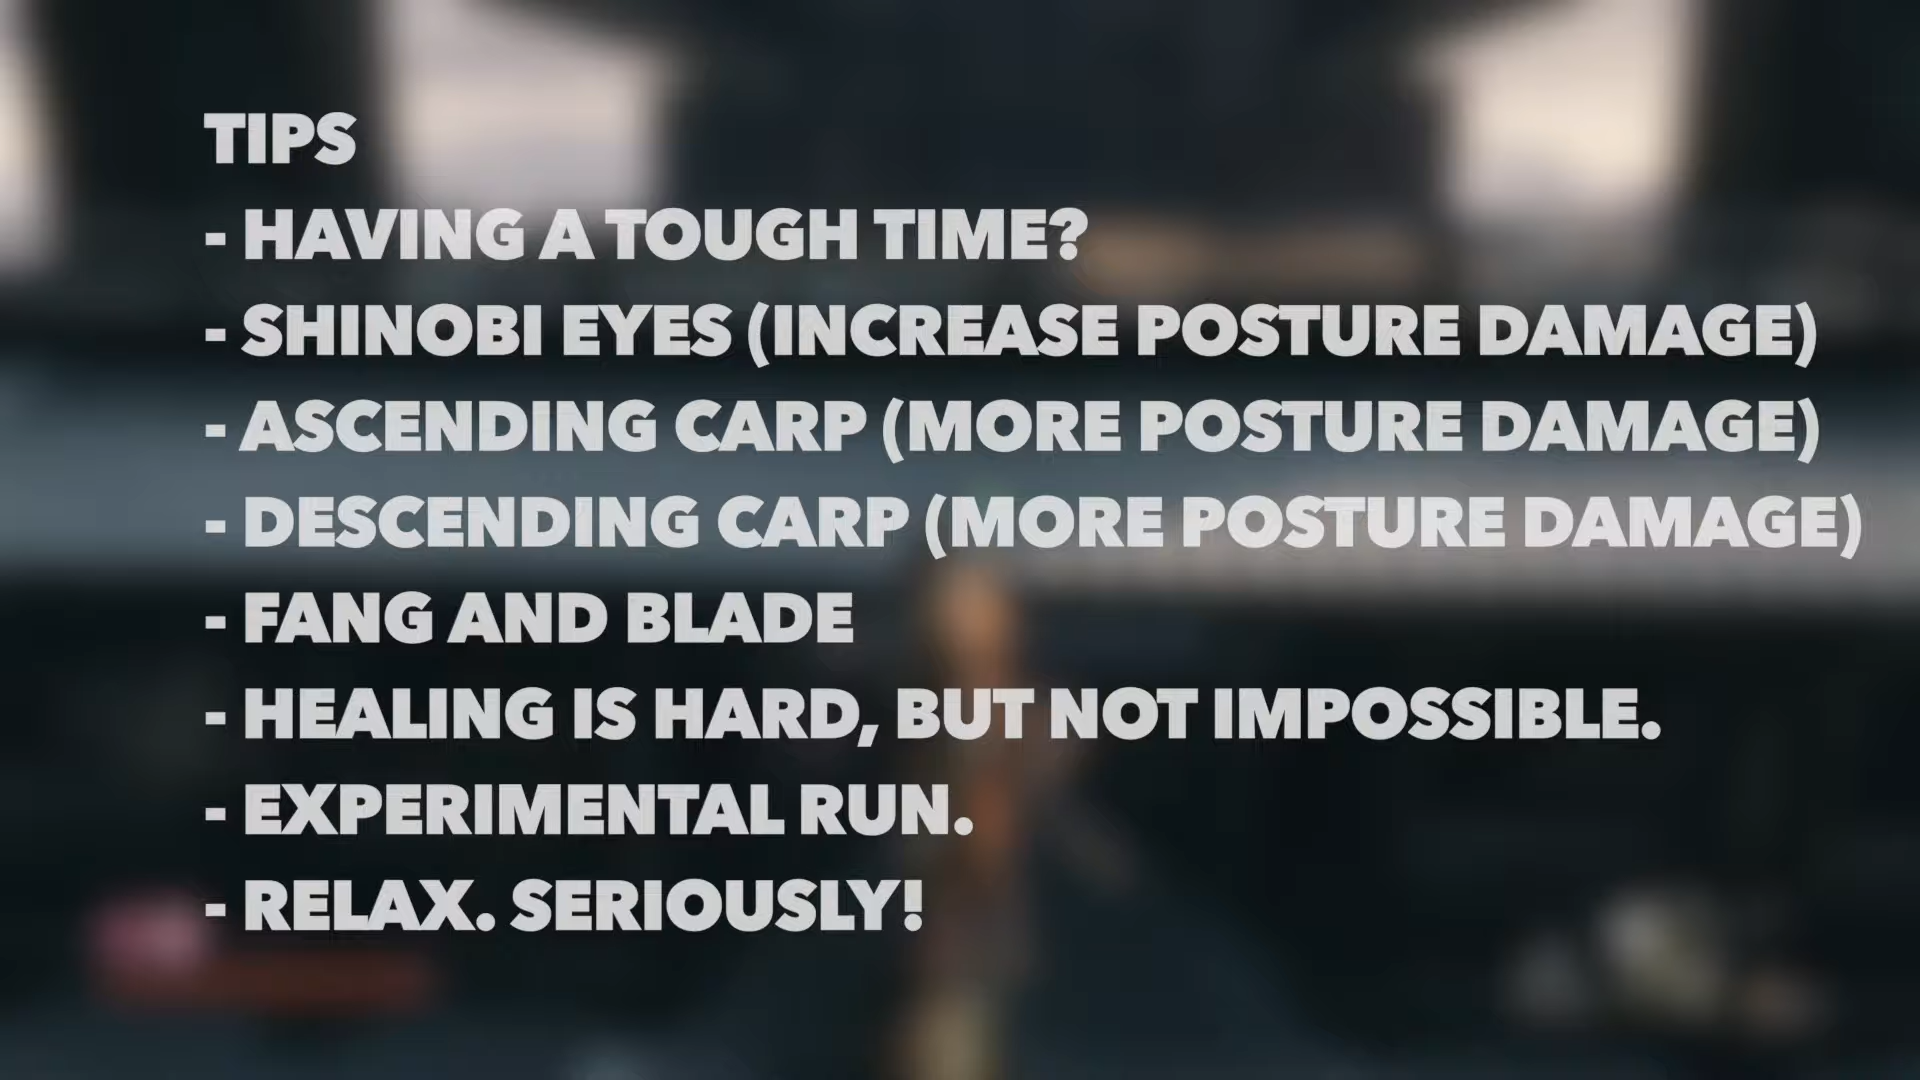 TIPS
- HAVING A TOUGH TIME?
- SHINOBI EYES (INCREASE POSTURE DAMAGE)
- ASCENDING CARP (MORE POSTURE DAMAGE)
- DESCENDING CARP (MORE POSTURE DAMAGE)
- FANG AND BLADE
- HEALING IS HARD, BUT NOT IMPOSSIBLE.
- EXPERIMENTAL RUN.
- RELAX. SERIOUSLY!